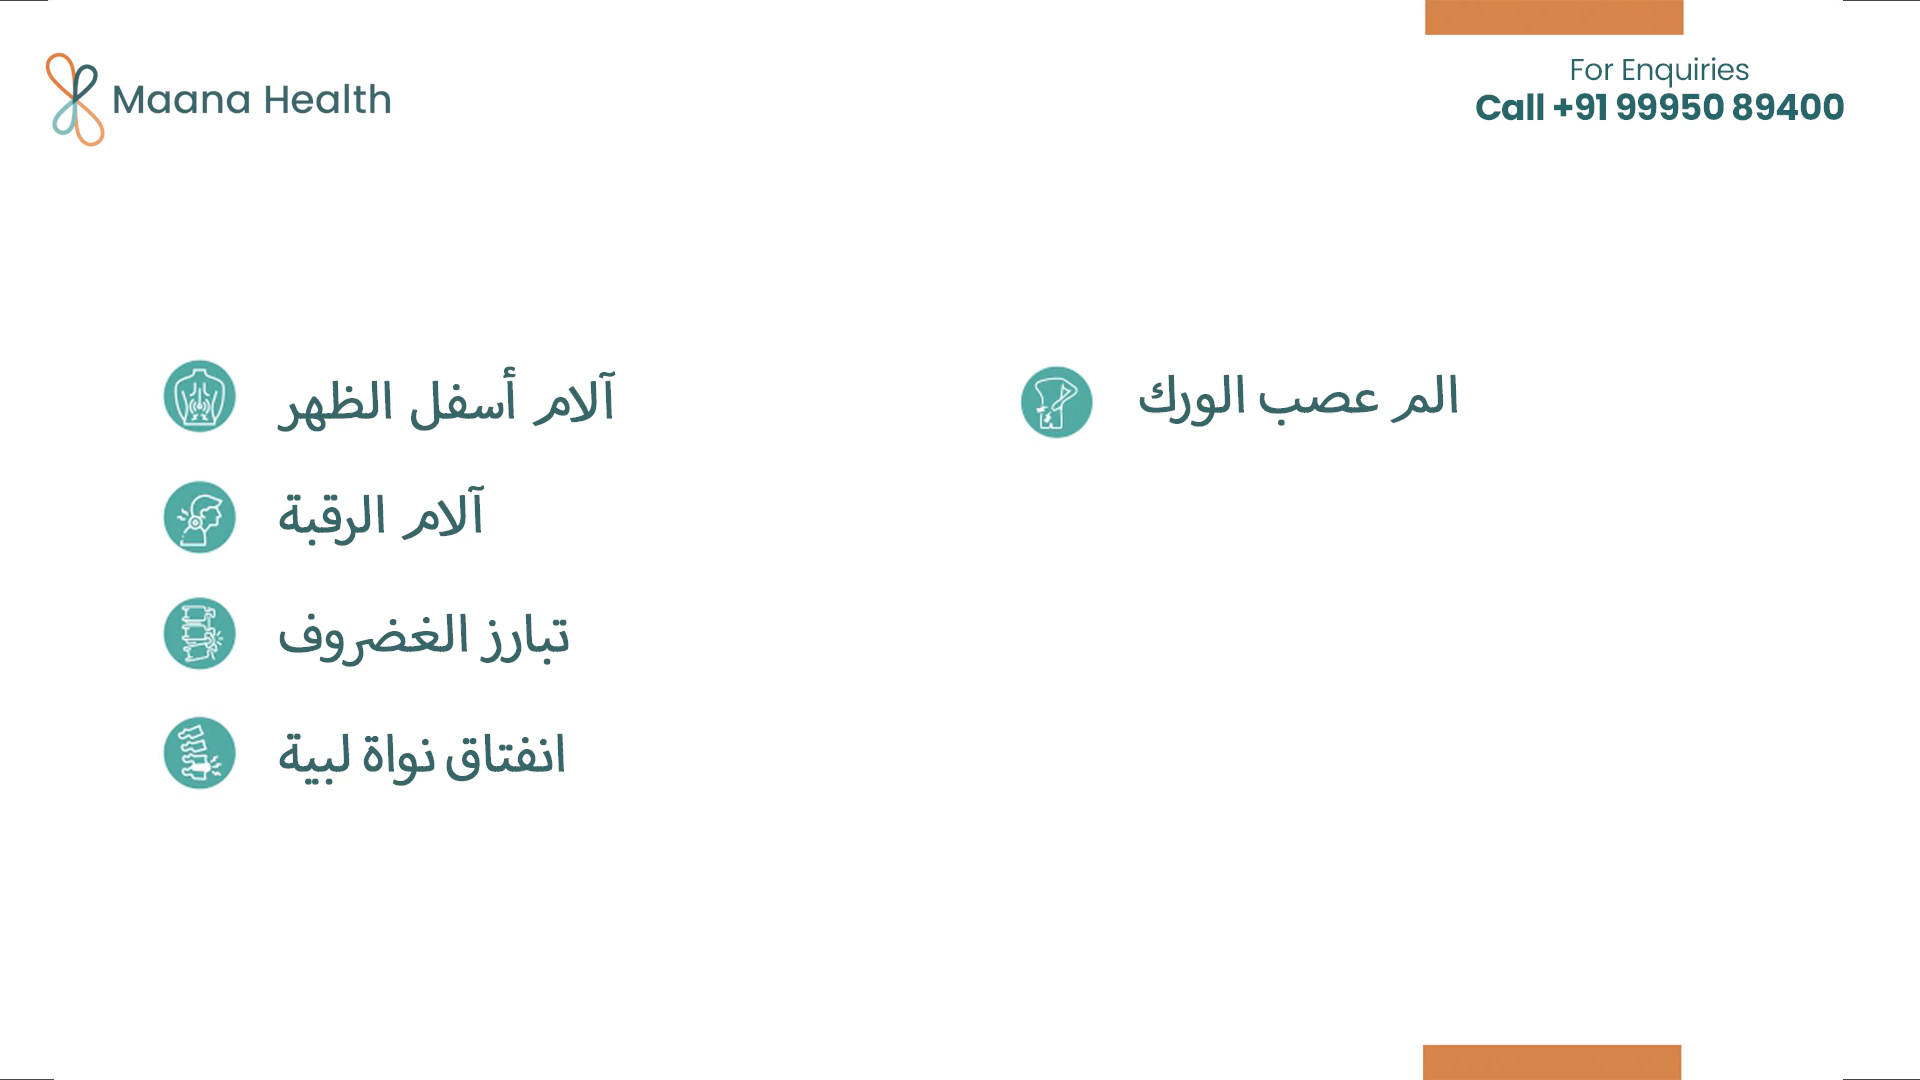 Maana Health
For Enquiries
Call +91 99950 89400
آلام أسفل الظهر
آلام الرقبة
تبارز الغضروف
انفتاق نواة لبية
الم عصب الورك